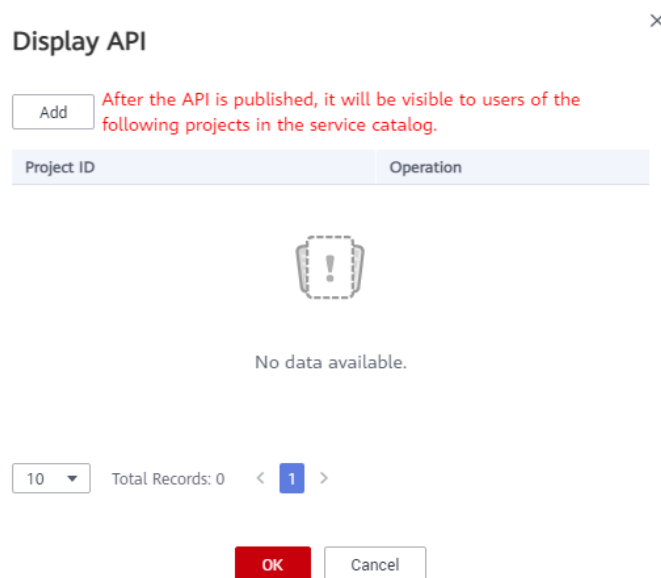 Display API
Add
After the API is published, it will be visible to users of the
following projects in the service catalog.
Project ID
Operation
No data available.
10
Total Records: 0
1
OK
Cancel